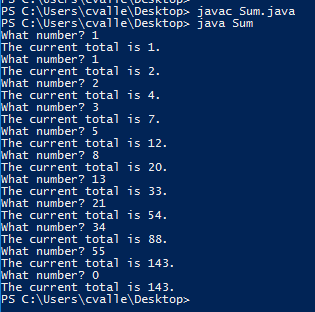 PS C:\Users\cvalle\Desktop>
PS C:\Users\cvalle\Desktop> javac Sum.java
PS C:\Users\cvalle\Desktop> java Sum
What number? 1
The current total is 1.
What number? 1
The current total is 2.
What number? 2
The current total is 4.
What number? 3
The current total is 7.
What number? 5
The current total is 12.
What number? 8
The current total is 20.
What number? 13
The current total is 33.
What number? 21
The current total is 54.
What number? 34
The current total is 88.
What number? 55
The current total is 143.
What number? 0
The current total is 143.
PS C:\Users\cvalle\Desktop>